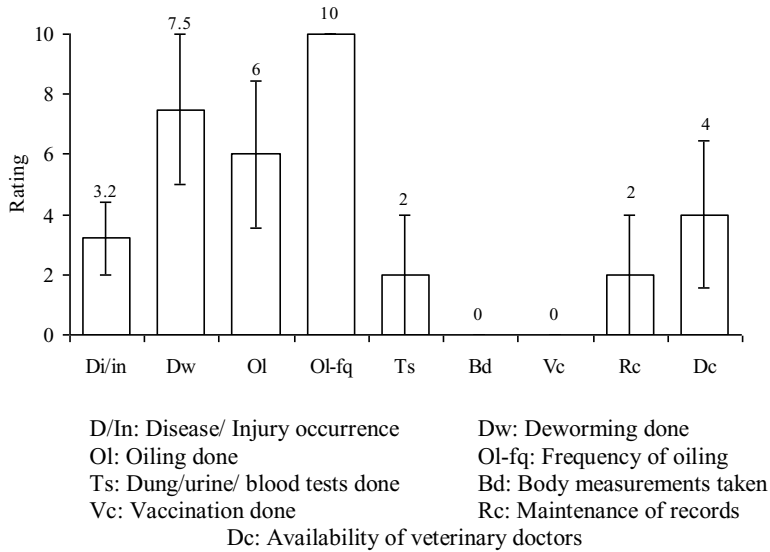 10
7.5
10
8
6
6
4
4
3.2
2
2
2
0
0
0
Rating
Di/in Dw Ol Ol-fq Ts Bd Vc Rc Dc
D/In: Disease/ Injury occurrence Dw: Deworming done
Ol: Oiling done Ol-fq: Frequency of oiling
Ts: Dung/urine/ blood tests done Bd: Body measurements taken
Vc: Vaccination done Rc: Maintenance of records
Dc: Availability of veterinary doctors